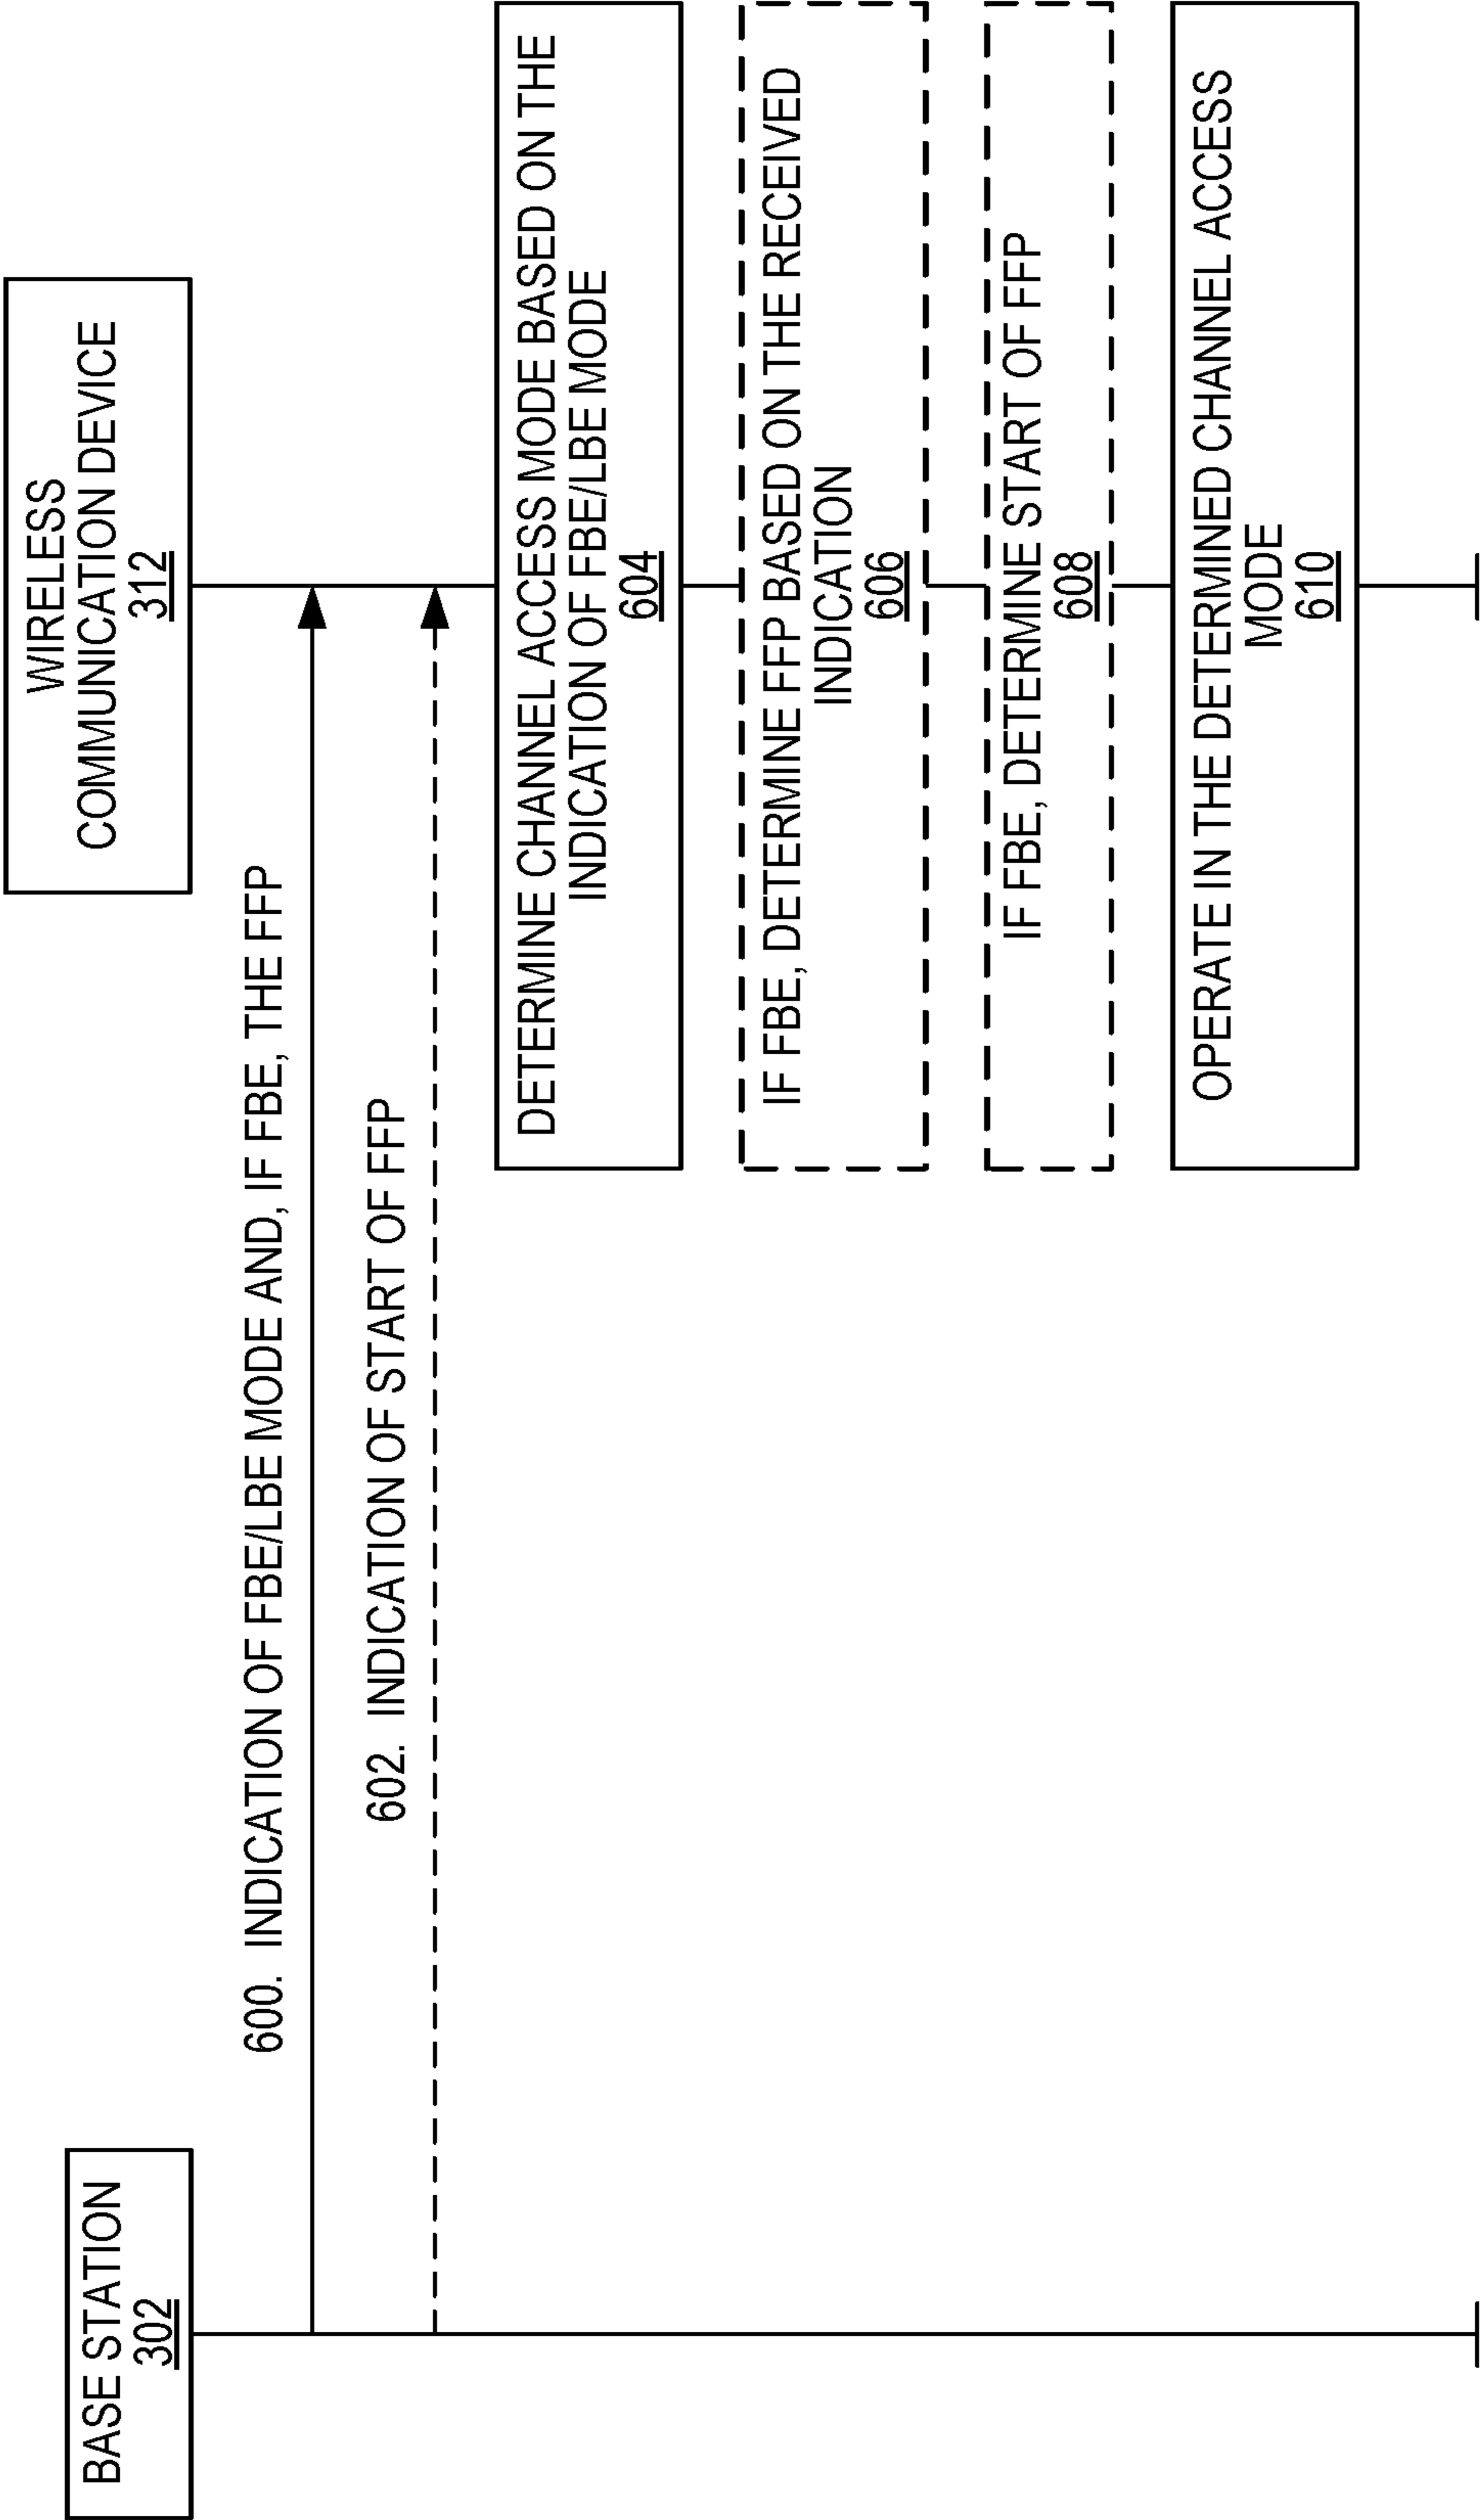 BASE STATION
302
WIRELESS
COMMUNICATION DEVICE
312
600. INDICATION OF FBE/LBE MODE AND, IF FBE, THE FFP
602. INDICATION OF START OF FFP
DETERMINE CHANNEL ACCESS MODE BASED ON THE
INDICATION OF FBE/LBE MODE
604
IF FBE, DETERMINE FFP BASED ON THE RECEIVED
INDICATION
606
IF FBE, DETERMINE START OF FFP
608
OPERATE IN THE DETERMINED CHANNEL ACCESS
MODE
610